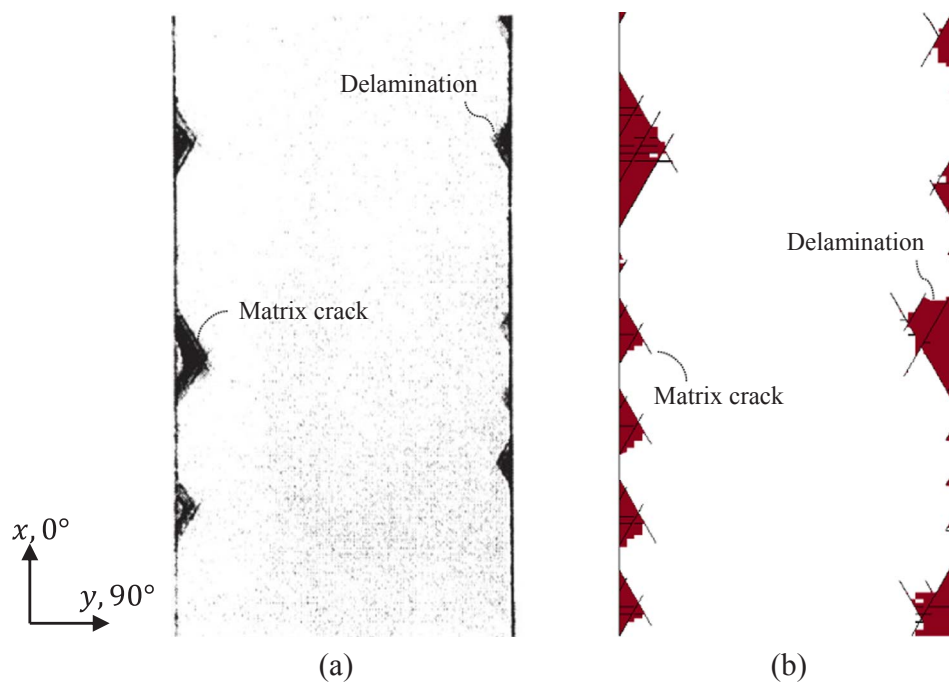 Delamination
Matrix crack
x, 0°
y, 90°
(a)
Delamination
Matrix crack
(b)